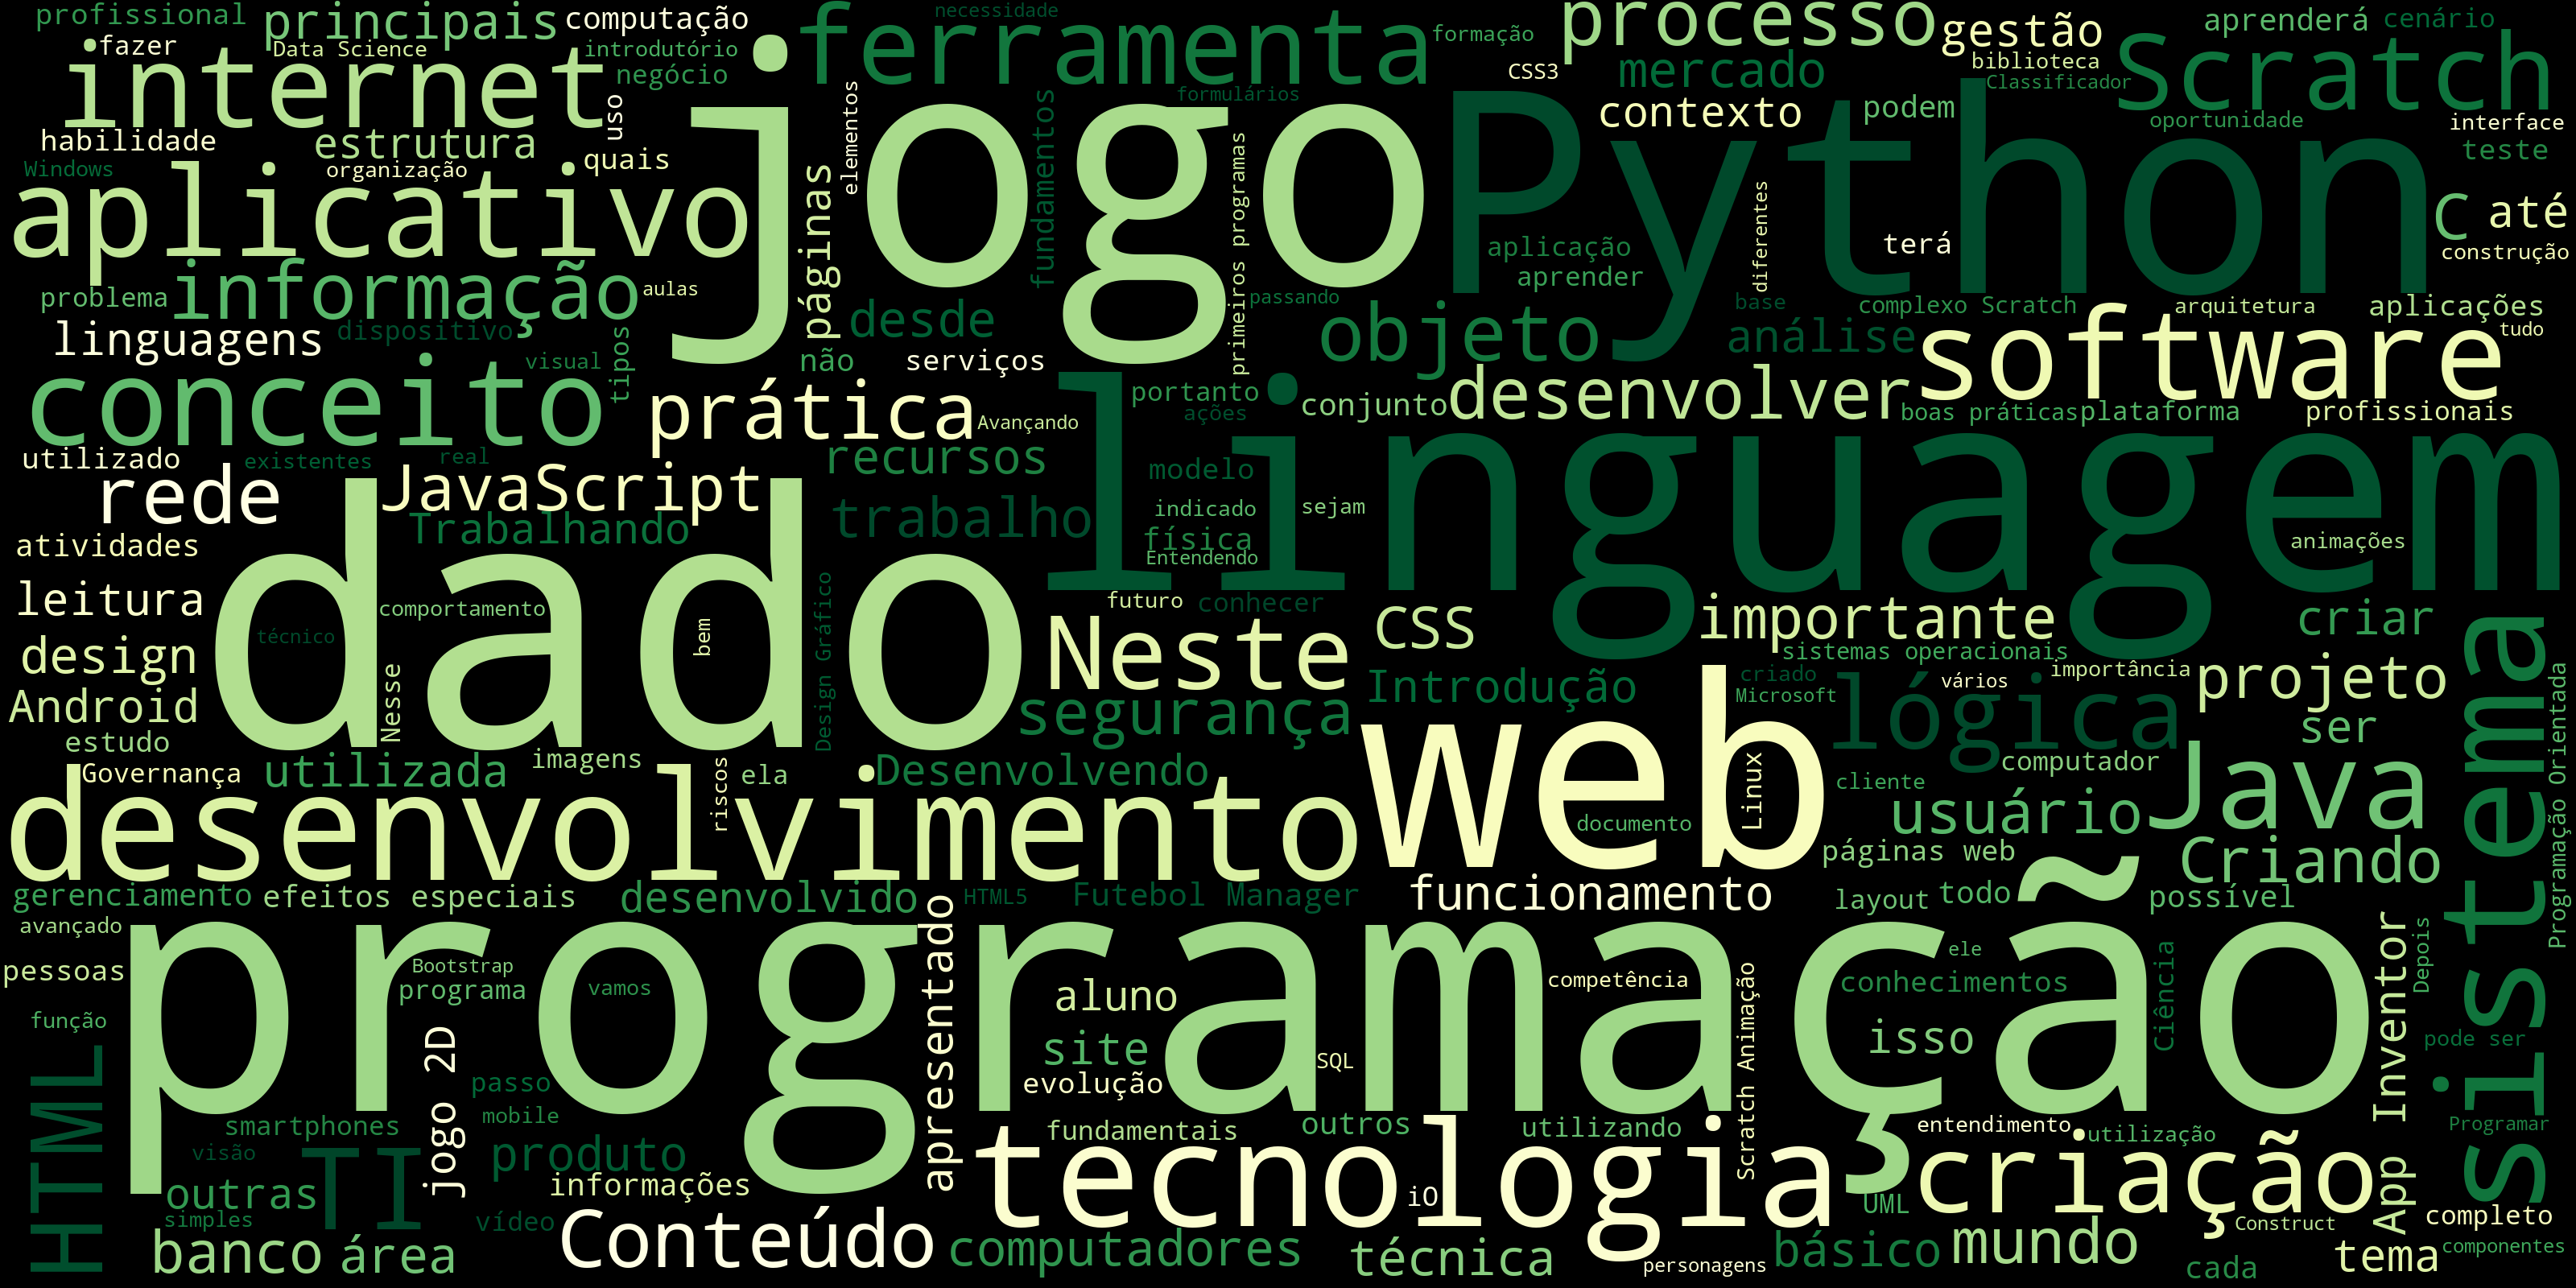 profissional
principais
computação
necessidade
ferramenta
processo
gestão
aprenderá
cenário
fazer
Data Science
introdutório
formação
biblioteca
internet
negócio
CSS3
mercado
Classificador
Scratch
habilidade
estrutura
uso
jogo
elementos
fundamentos
formulários
contexto
podem
oportunidade
interface
teste
Windows
organização
quais
páginas
primeiros programas
Python
aplicativo
diferentes
terá
C
até
aplicação
aprender
construção
problema
informação
aulas
desde
passando
objeto
base
análise
complexo Scratch
arquitetura
aplicações
tudo
linguagens
dispositivo
visual
tipos
não
serviços
software
conceito
prática
Avançando
portanto
ações
conjunto
desenvolver
boas práticas
plataforma
profissionais
utilizado
existentes
real
recursos
modelo
linguagem
rede
JavaScript
Trabalhando
trabalho
indicado
sejam
física
Entendendo
animações
atividades
dado
leitura
comportamento
técnico
bem
Design Gráfico
futuro
conhecer
Neste
CSS
importante
criar
design
Nesse
Android
segurança
Introdução
sistemas operacionais
importância
criado
vários
Microsoft
lógica
projeto
sistema
Programação Orientada
estudo
Governança
utilizada
imagens
riscos
ela
Desenvolvendo
web
Linux
computador
ser
desenvolvimento
cliente
documento
usuário
Java
páginas web
Criando
gerenciamento
efeitos especiais
desenvolvido
HTML5
Futebol Manager
funcionamento
layout
todo
possível
avançado
programação
apresentado
pessoas
Bootstrap
programa
vamos
aluno
competência
Scratch Animação
ele
conhecimentos
Ciência
Depois
App Inventor
função
HTML
jogo 2D
passo
site
evolução
SQL
isso
pode ser
smartphones
mobile
fundamentais
outros
utilizando
entendimento
utilização
Programar
visão
TI
produto
tecnologia
criação
outras
informações
iO
UML
simples
vídeo
Conteúdo
Construct
completo
banco
área
computadores
técnica
personagens
básico
mundo
cada
tema
componentes